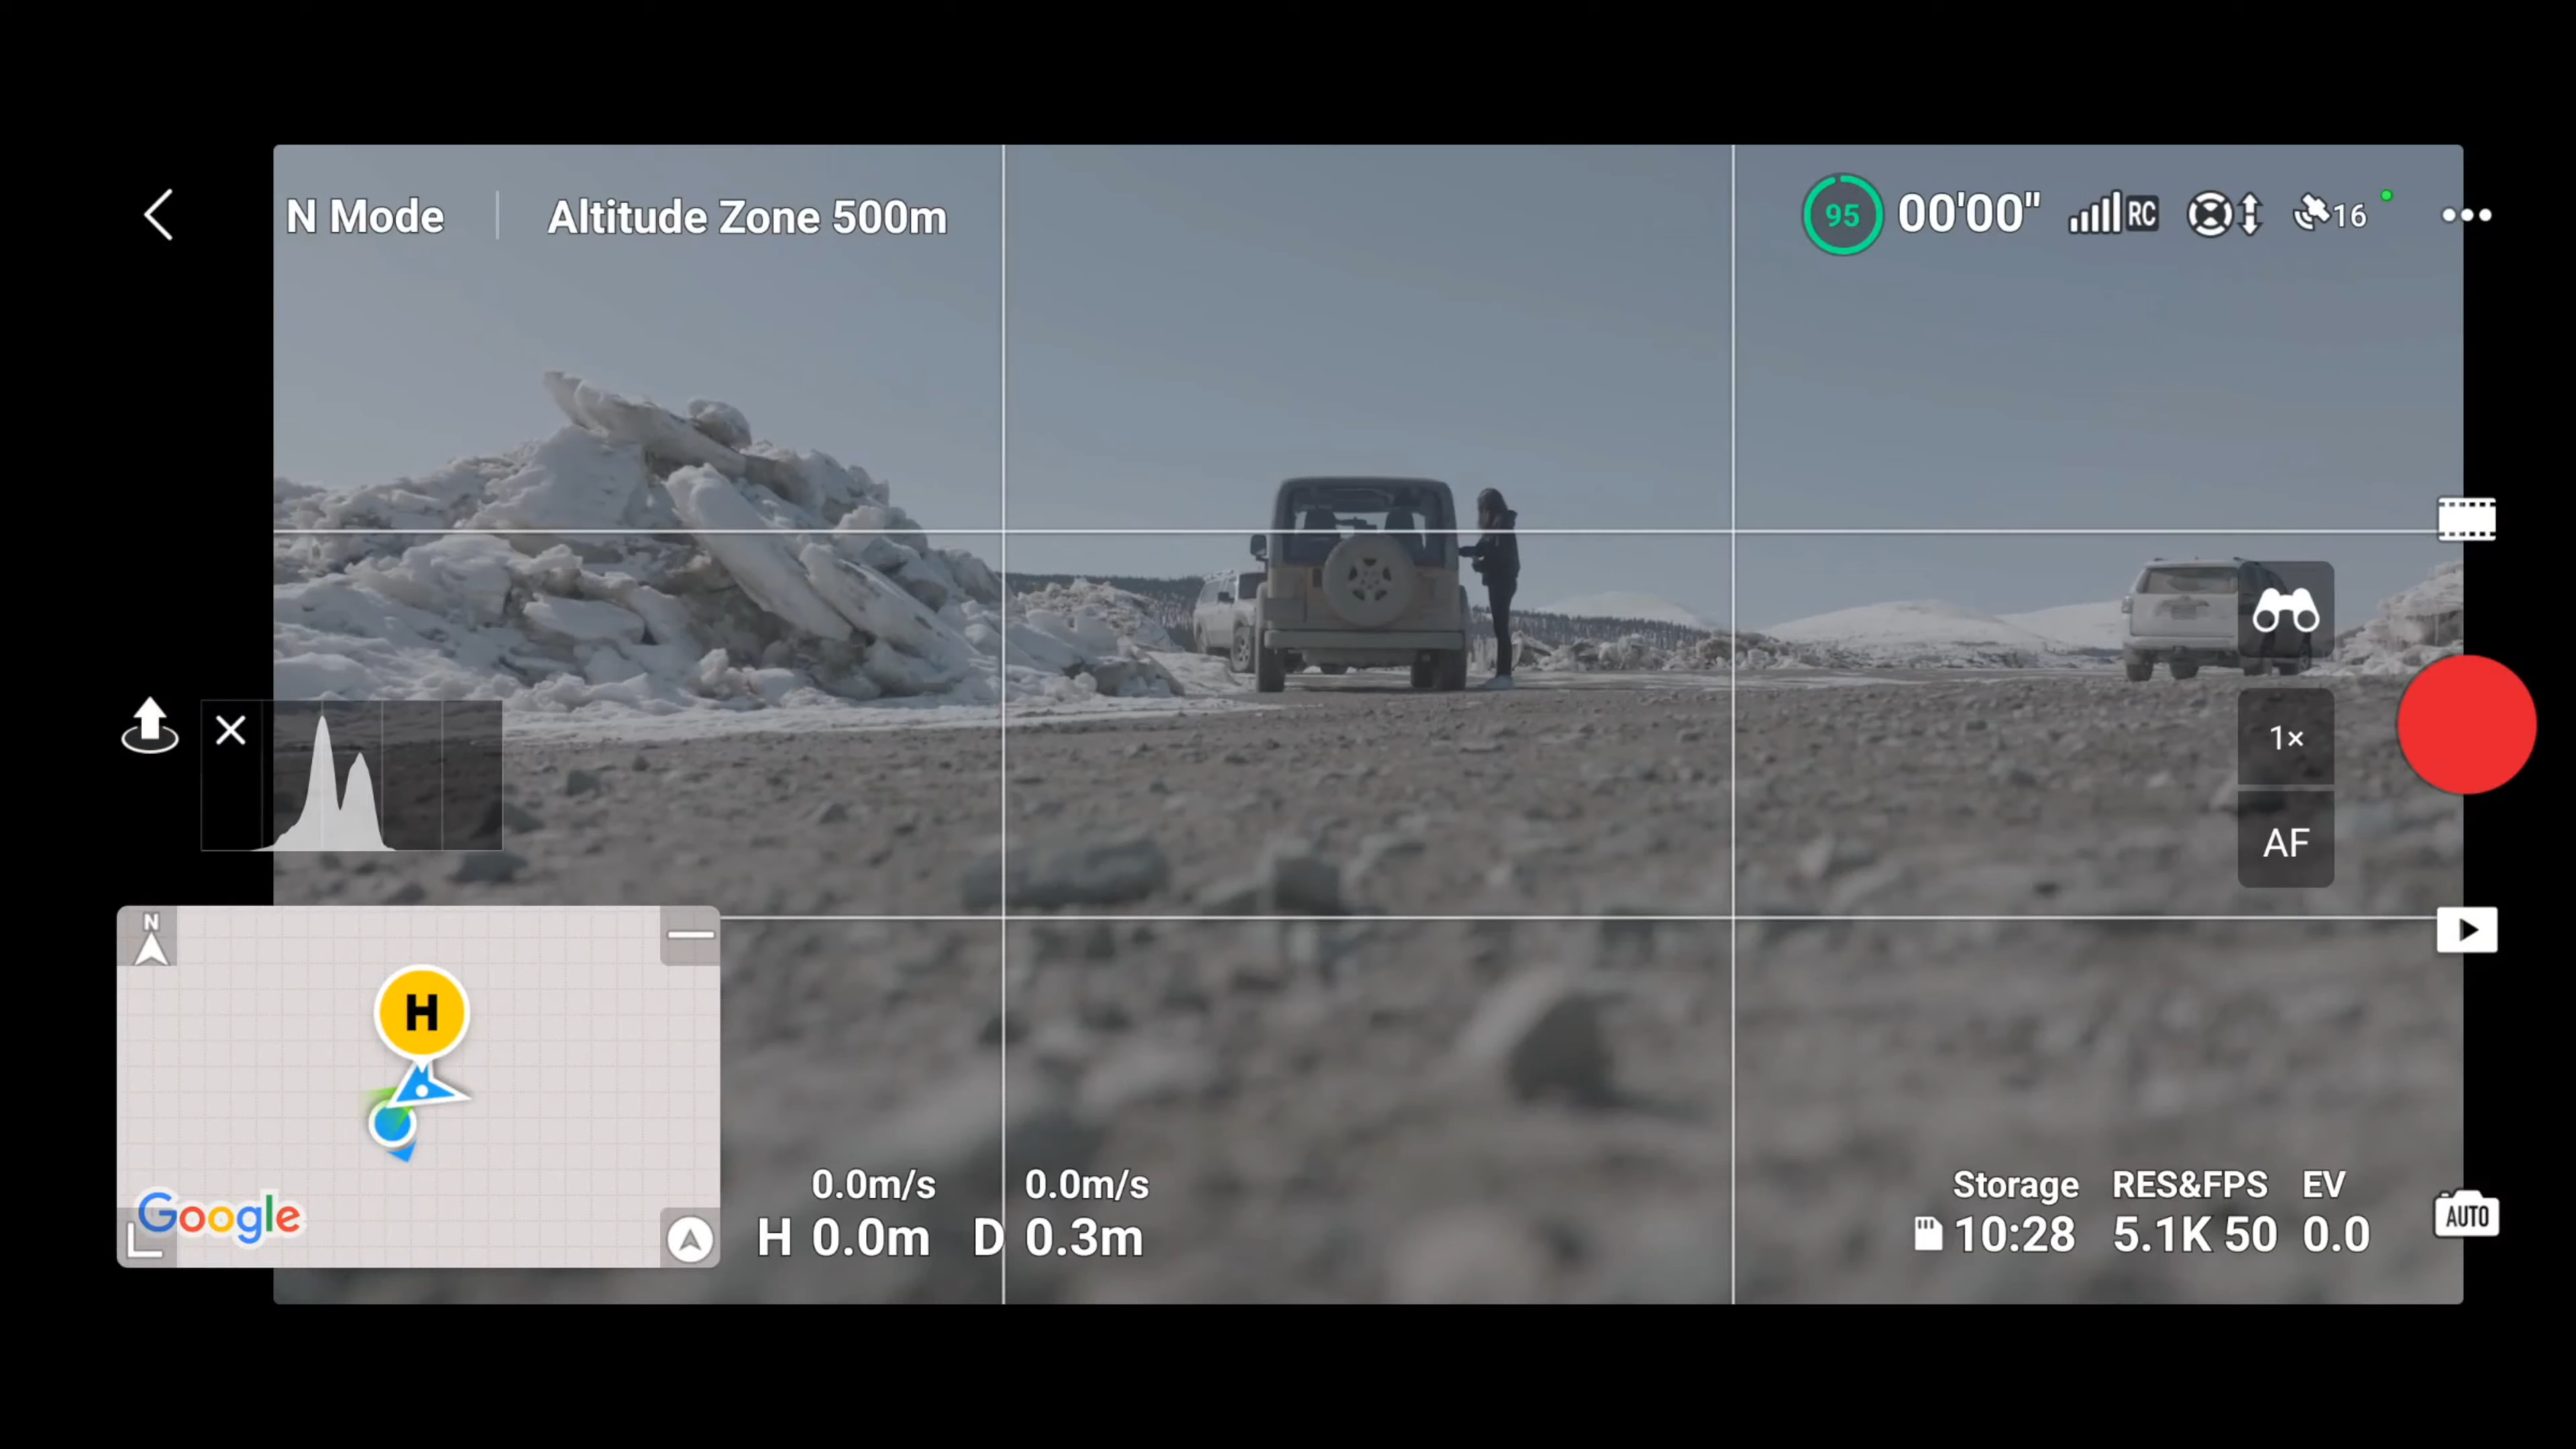 N Mode
Altitude Zone 500m
95
00'00"
RC
16
1×
AF
N
H
Google
0.0m/s
0.0m/s
H 0.0m
D 0.3m
Storage
RES&FPS
EV
10:28
5.1K 50
0.0
AUTO